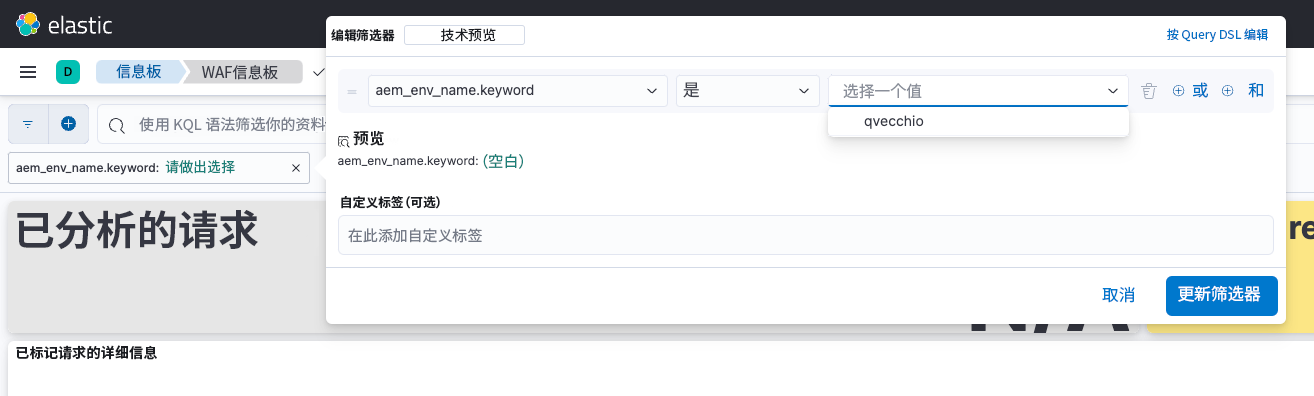 elastic
编辑筛选器 技术预览 按 Query DSL 编辑
D 信息板 WAF信息板
aem_env_name.keyword 是 选择一个值 或 和
qvecchio
使用 KQL 语法筛选你的资料
预览
aem_env_name.keyword: (空白)
aem_env_name.keyword: 请做出选择
自定义标签(可选)
在此添加自定义标签
已分析的请求
re
取消 更新筛选器
N/A
已标记请求的详细信息